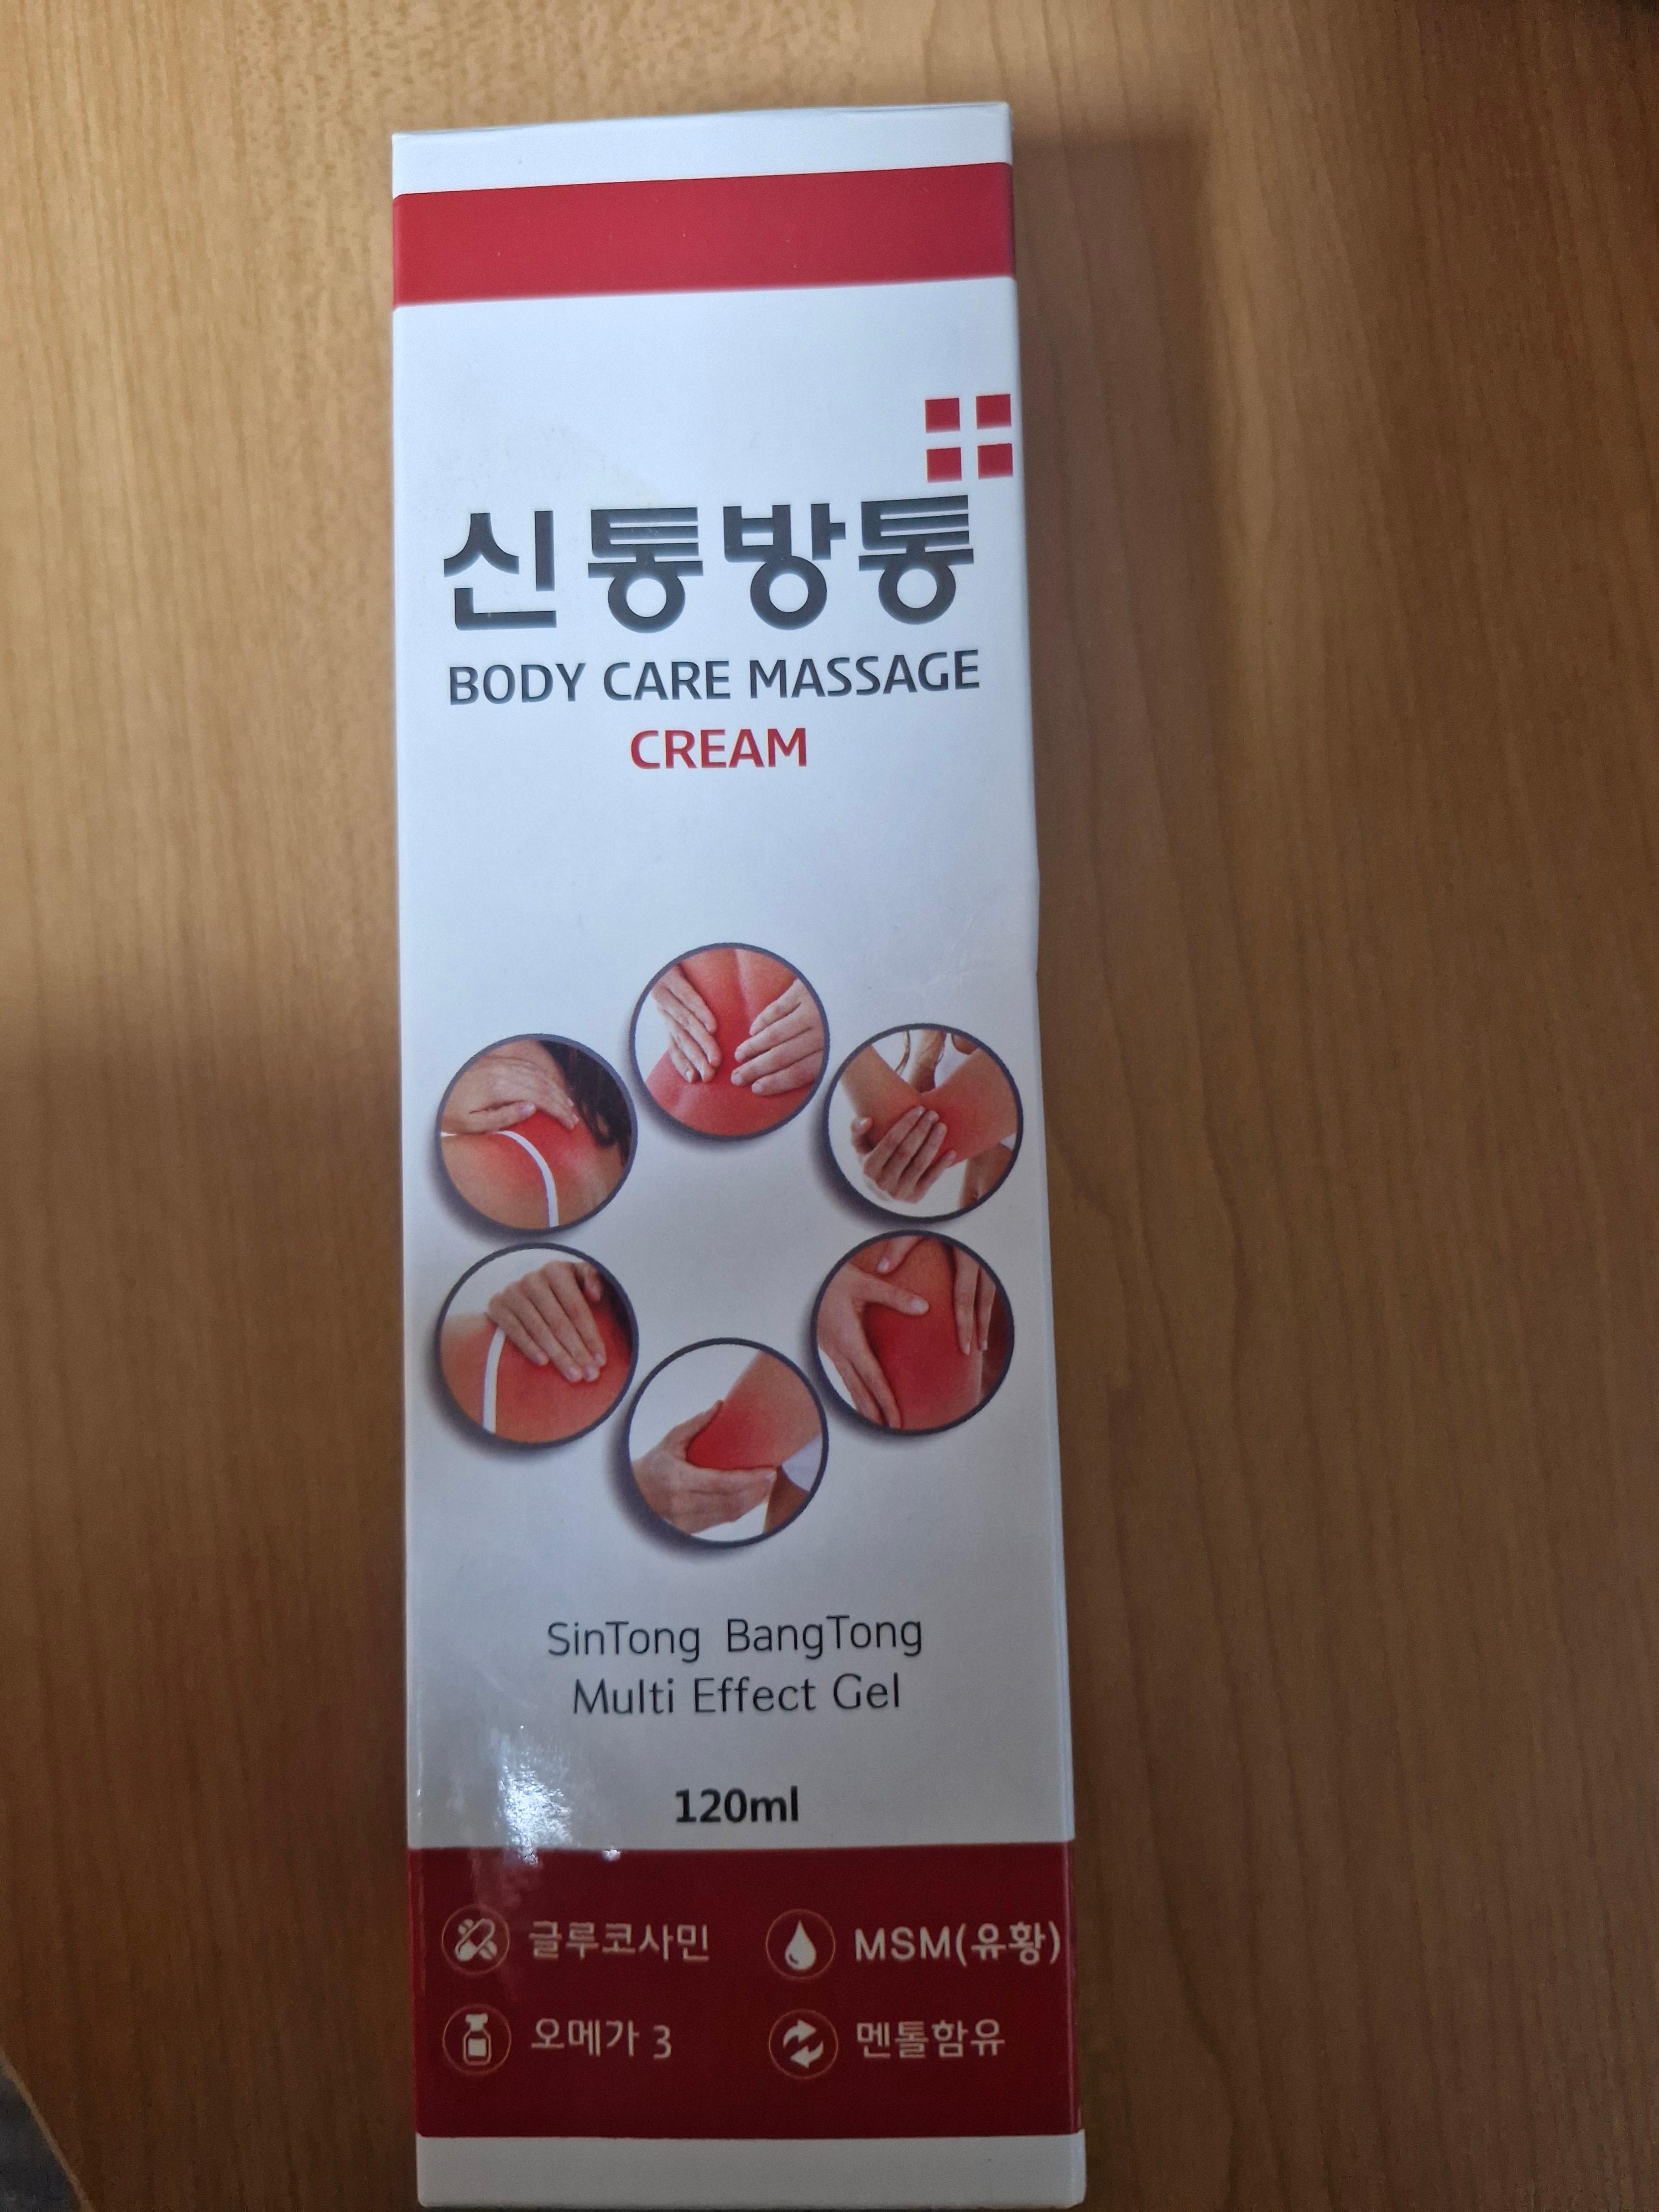 신통방통
BODY CARE MASSAGE
CREAM
SinTong BangTong
Multi Effect Gel
120ml
글루코사민 MSM(유황)
오메가 3 멘톨함유